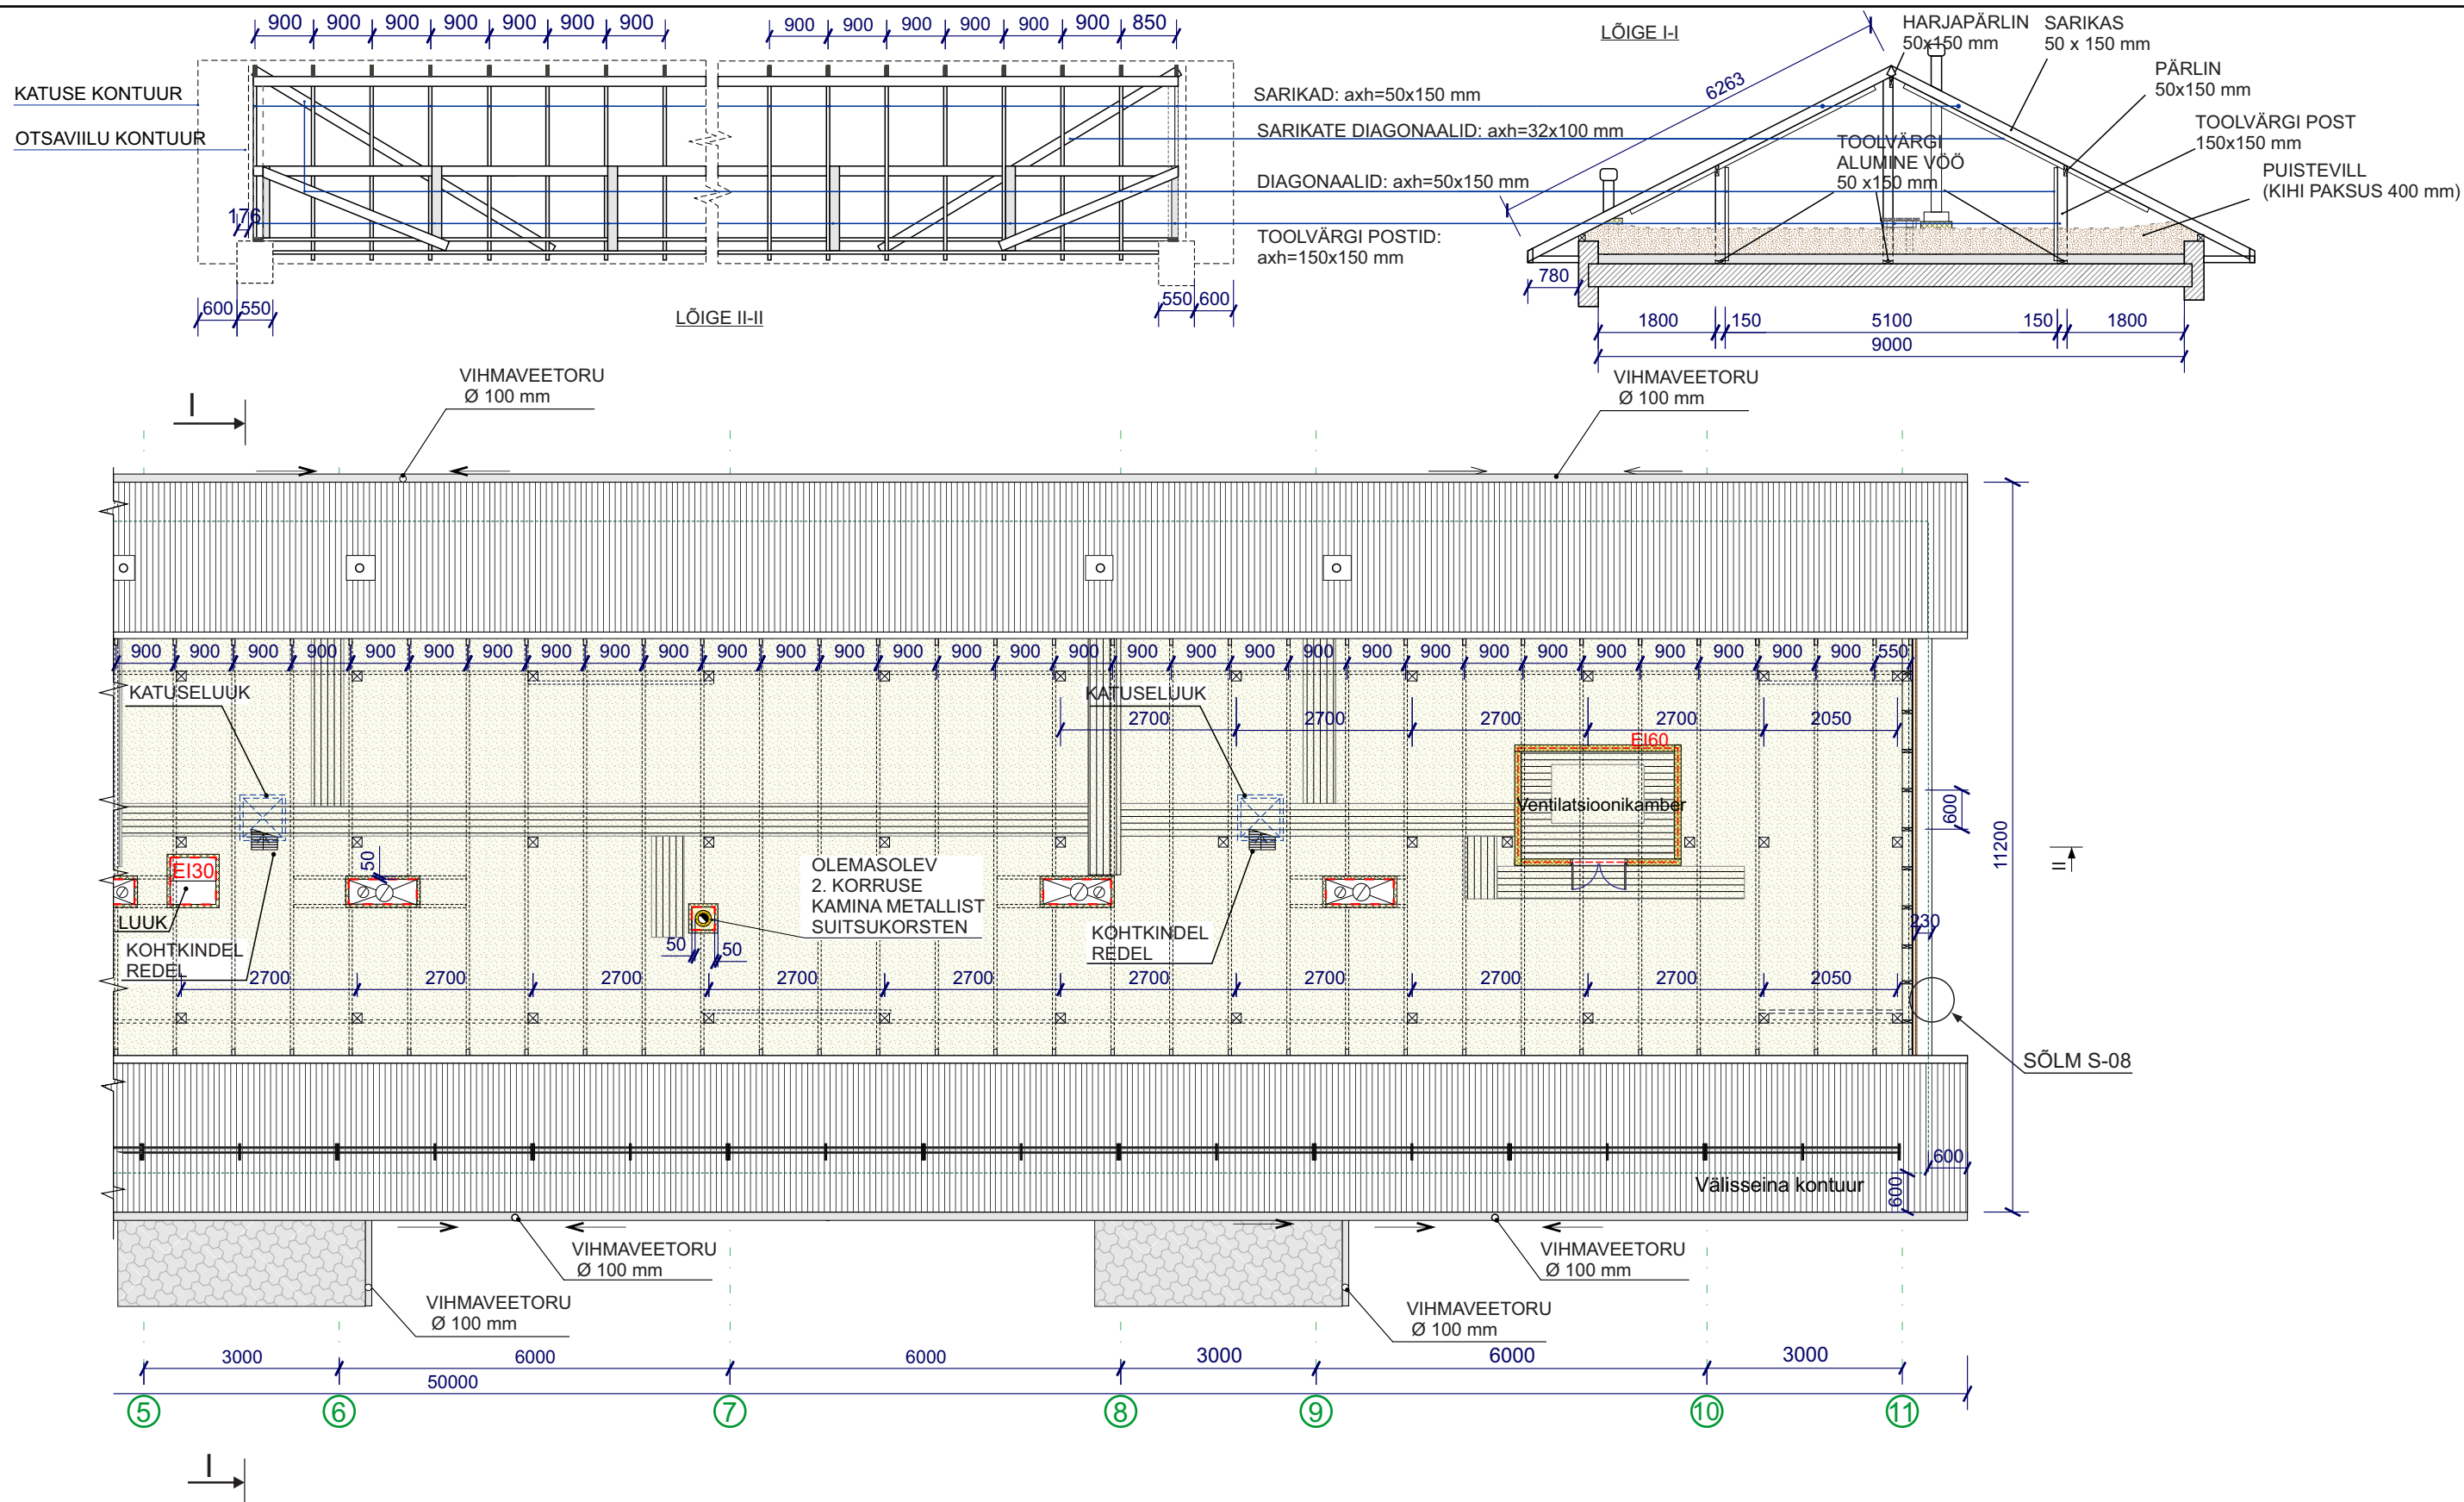 900 900 900 900 900 900 900
900 900 900 900 900 900 850
LÕIGE I-I
HARJAPÄRLIN
50x150 mm
SARIKAS
50 x 150 mm
PÄRLIN
50x150 mm
TOOLVÄRGI POST
150x150 mm
PUISTEVILL
(KIHI PAKSUS 400 mm)
KATUSE KONTUUR
OTSAVIILU KONTUUR
SARIKAD: axh=50x150 mm
SARIKATE DIAGONAALID: axh=32x100 mm
DIAGONAALID: axh=50x150 mm
TOOLVÄRGI POSTID:
axh=150x150 mm
6263
TOOLVÄRGI
ALUMINE VÖÖ
50 x150 mm
176
600 550
550 600
LÕIGE II-II
780
1800 150 5100 150 1800
9000
VIHMAVEETORU
Ø 100 mm
VIHMAVEETORU
Ø 100 mm
I
900 900 900 900 900 900 900 900 900 900 900 900 900 900 900 900 900 900 900 900 900 900 900 900 900 900 900 900 900 550
KATUSELUUK
KATUSELUUK
2700 2700 2700 2700 2050
EI60
Ventilatsioonikamber
600
11200
II
50
EI30
LUUK
KOHTKINDEL
REDEL
OLEMASOLEV
2. KORRUSE
KAMINA METALLIST
SUITSUKORSTEN
50 50
KOHTKINDEL
REDEL
230
2700 2700 2700 2700 2700 2700 2700 2700 2700 2050
SÕLM S-08
600
Välisseina kontuur
600
VIHMAVEETORU
Ø 100 mm
VIHMAVEETORU
Ø 100 mm
VIHMAVEETORU
Ø 100 mm
VIHMAVEETORU
Ø 100 mm
3000 6000 6000 3000 6000 3000
50000
5 6 7 8 9 10 11
I